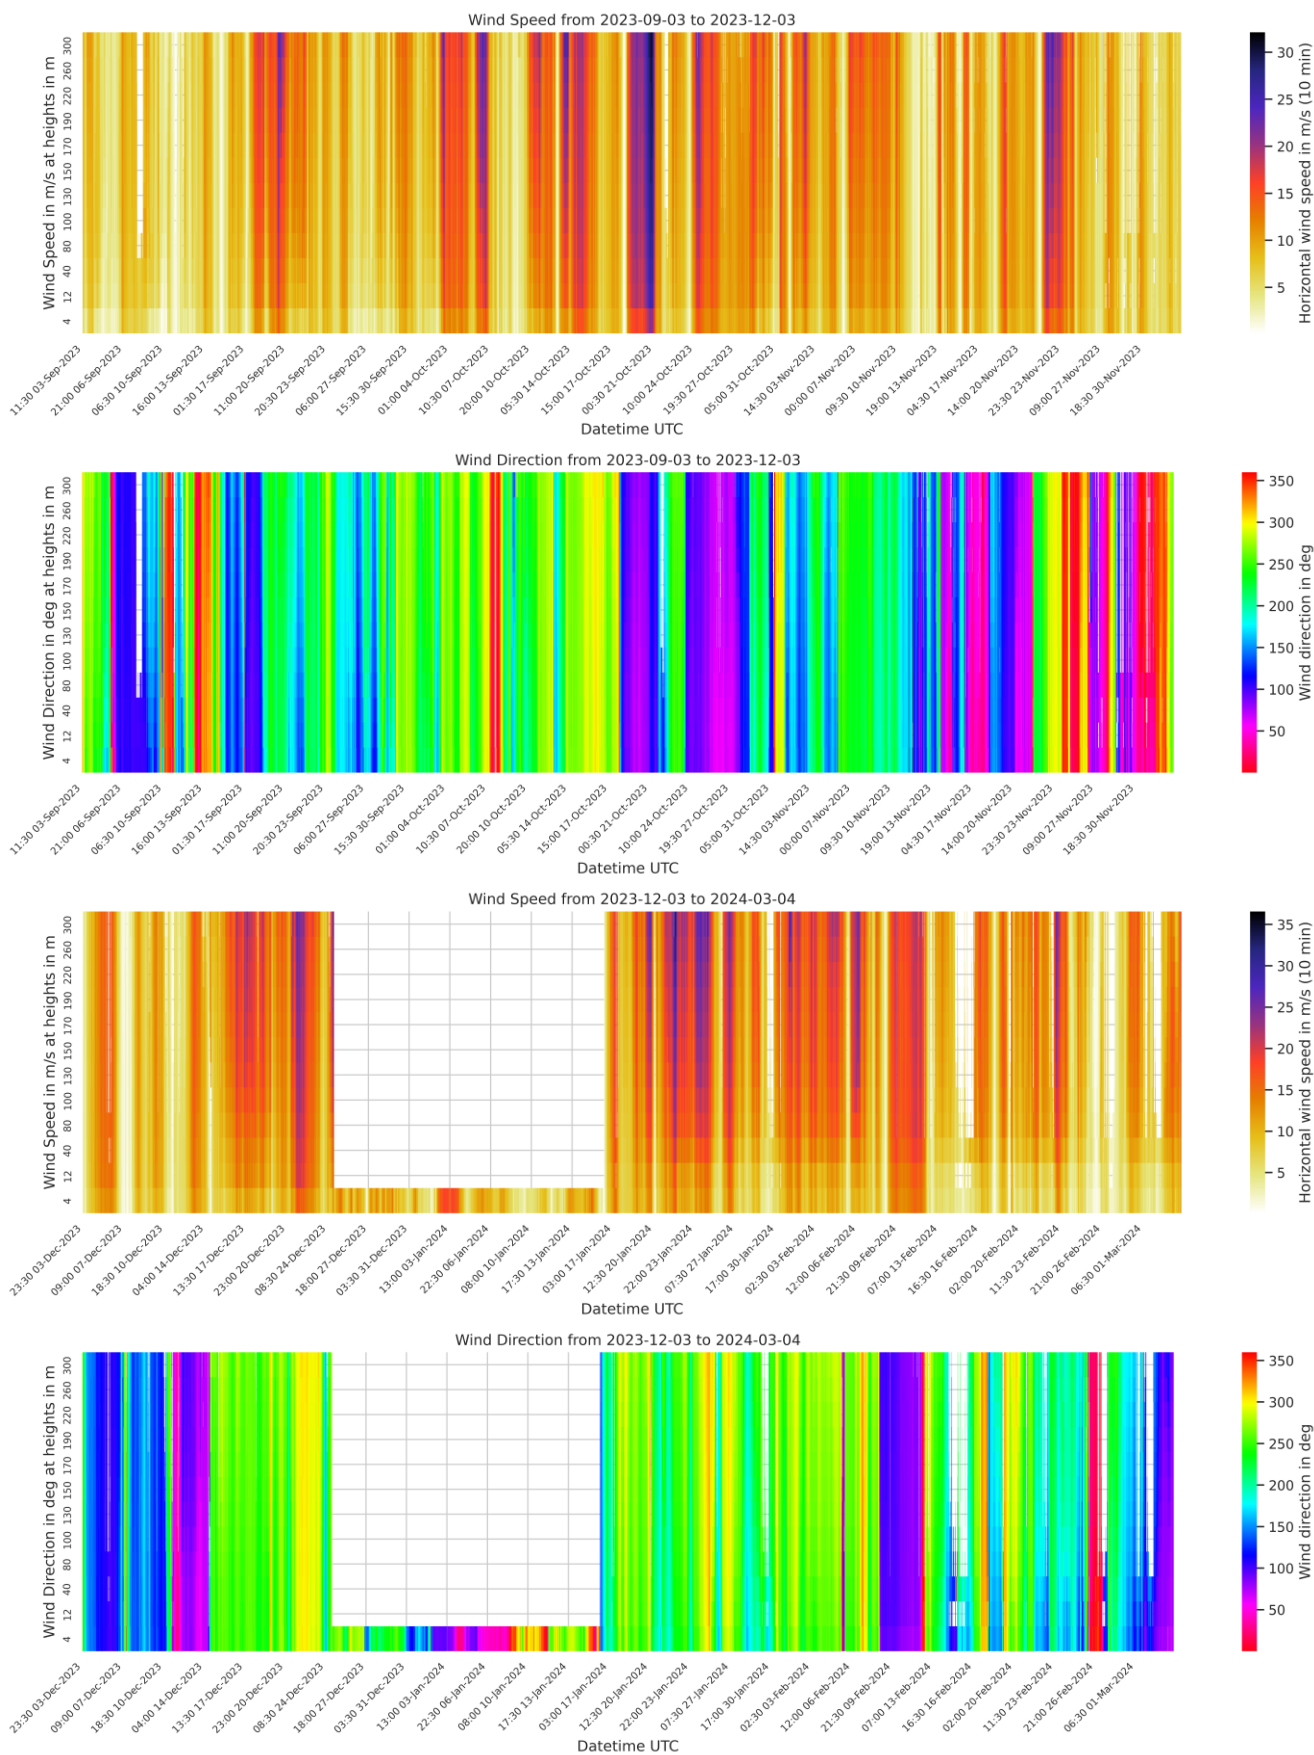 Wind Speed from 2023-09-03 to 2023-12-03
Wind Speed in m/s at heights in m
300
260
220
190
170
150
130
100
80
40
12
4
11:30 03-Sep-2023
21:00 06-Sep-2023
06:30 10-Sep-2023
16:00 13-Sep-2023
01:30 17-Sep-2023
11:00 20-Sep-2023
20:30 23-Sep-2023
06:00 27-Sep-2023
15:30 30-Sep-2023
01:00 04-Oct-2023
10:30 07-Oct-2023
20:00 10-Oct-2023
05:30 14-Oct-2023
15:00 17-Oct-2023
00:30 21-Oct-2023
10:00 24-Oct-2023
19:30 27-Oct-2023
05:00 31-Oct-2023
14:30 03-Nov-2023
00:00 07-Nov-2023
09:30 10-Nov-2023
19:00 13-Nov-2023
04:30 17-Nov-2023
14:00 20-Nov-2023
23:30 23-Nov-2023
09:00 27-Nov-2023
18:30 30-Nov-2023
Datetime UTC
30
25
20
15
10
5
Horizontal wind speed in m/s (10 min)
Wind Direction from 2023-09-03 to 2023-12-03
Wind Direction in deg at heights in m
300
260
220
190
170
150
130
100
80
40
12
4
11:30 03-Sep-2023
21:00 06-Sep-2023
06:30 10-Sep-2023
16:00 13-Sep-2023
01:30 17-Sep-2023
11:00 20-Sep-2023
20:30 23-Sep-2023
06:00 27-Sep-2023
15:30 30-Sep-2023
01:00 04-Oct-2023
10:30 07-Oct-2023
20:00 10-Oct-2023
05:30 14-Oct-2023
15:00 17-Oct-2023
00:30 21-Oct-2023
10:00 24-Oct-2023
19:30 27-Oct-2023
05:00 31-Oct-2023
14:30 03-Nov-2023
00:00 07-Nov-2023
09:30 10-Nov-2023
19:00 13-Nov-2023
04:30 17-Nov-2023
14:00 20-Nov-2023
23:30 23-Nov-2023
09:00 27-Nov-2023
18:30 30-Nov-2023
Datetime UTC
350
300
250
200
150
100
50
Wind direction in deg
Wind Speed from 2023-12-03 to 2024-03-04
Wind Speed in m/s at heights in m
300
260
220
190
170
150
130
100
80
40
12
4
23:30 03-Dec-2023
09:00 07-Dec-2023
18:30 10-Dec-2023
04:00 14-Dec-2023
13:30 17-Dec-2023
23:00 20-Dec-2023
08:30 24-Dec-2023
18:00 27-Dec-2023
03:30 31-Dec-2023
13:00 03-Jan-2024
22:30 06-Jan-2024
08:00 10-Jan-2024
17:30 13-Jan-2024
03:00 17-Jan-2024
12:30 20-Jan-2024
22:00 23-Jan-2024
07:30 27-Jan-2024
17:00 30-Jan-2024
02:30 03-Feb-2024
12:00 06-Feb-2024
21:30 09-Feb-2024
07:00 13-Feb-2024
16:30 16-Feb-2024
02:00 20-Feb-2024
11:30 23-Feb-2024
21:00 26-Feb-2024
06:30 01-Mar-2024
Datetime UTC
35
30
25
20
15
10
5
Horizontal wind speed in m/s (10 min)
Wind Direction from 2023-12-03 to 2024-03-04
Wind Direction in deg at heights in m
300
260
220
190
170
150
130
100
80
40
12
4
23:30 03-Dec-2023
09:00 07-Dec-2023
18:30 10-Dec-2023
04:00 14-Dec-2023
13:30 17-Dec-2023
23:00 20-Dec-2023
08:30 24-Dec-2023
18:00 27-Dec-2023
03:30 31-Dec-2023
13:00 03-Jan-2024
22:30 06-Jan-2024
08:00 10-Jan-2024
17:30 13-Jan-2024
03:00 17-Jan-2024
12:30 20-Jan-2024
22:00 23-Jan-2024
07:30 27-Jan-2024
17:00 30-Jan-2024
02:30 03-Feb-2024
12:00 06-Feb-2024
21:30 09-Feb-2024
07:00 13-Feb-2024
16:30 16-Feb-2024
02:00 20-Feb-2024
11:30 23-Feb-2024
21:00 26-Feb-2024
06:30 01-Mar-2024
Datetime UTC
350
300
250
200
150
100
50
Wind direction in deg